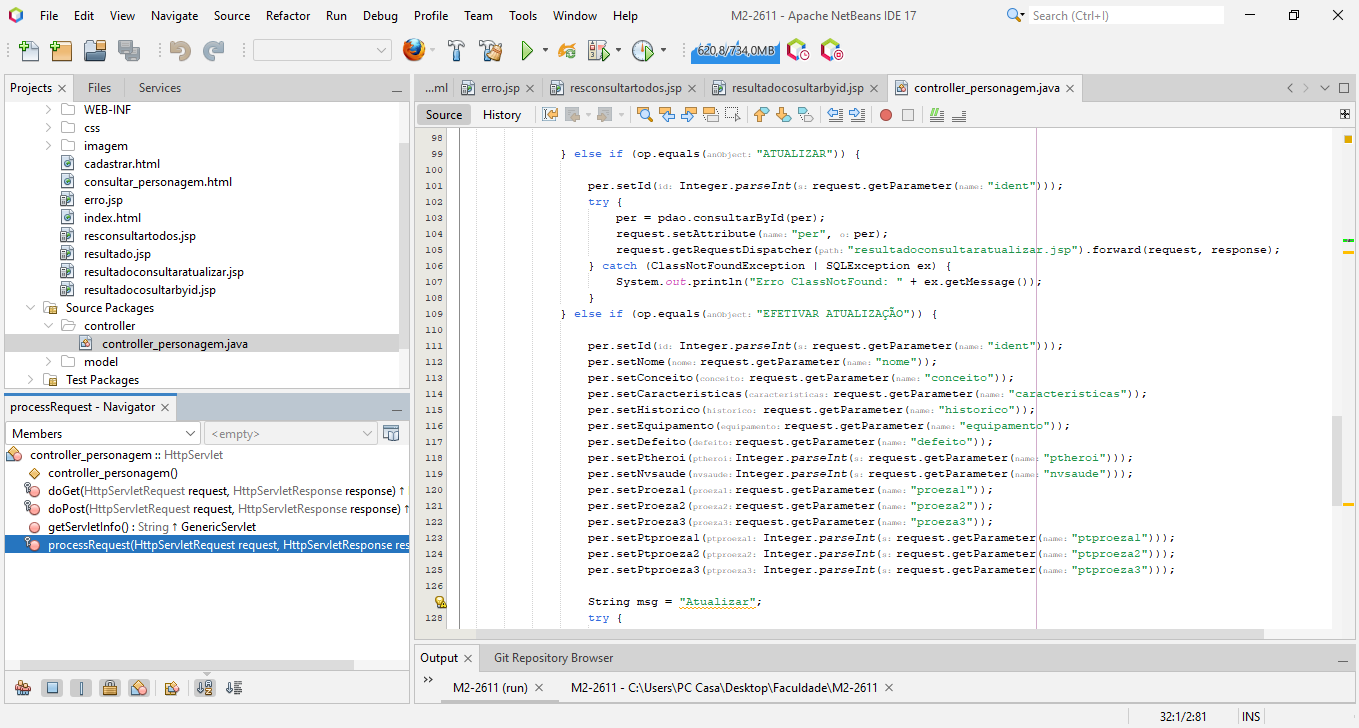 File Edit View Navigate Source Refactor Run Debug Profile Team Tools Window Help M2-2611 - Apache NetBeans IDE 17 Search (Ctrl+I)
620,8/734,0MB
Projects Files Services
WEB-INF
css
imagem
cadastrar.html
consultar_personagem.html
erro.jsp
index.html
resconsultartodos.jsp
resultado.jsp
resultadoconsultaratualizar.jsp
resultadocosultarbyid.jsp
Source Packages
controller
controller_personagem.java
model
Test Packages
processRequest - Navigator
Members <empty>
controller_personagem :: HttpServlet
controller_personagem()
doGet(HttpServletRequest request, HttpServletResponse response) ↑
doPost(HttpServletRequest request, HttpServletResponse response) ↑
getServletInfo() : String ↑ GenericServlet
processRequest(HttpServletRequest request, HttpServletResponse res
...ml erro.jsp resconsultartodos.jsp resultadocosultarbyid.jsp controller_personagem.java
Source History
98
99 } else if (op.equals(anObject: "ATUALIZAR")) {
100
101 per.setId(id: Integer.parseInt(s: request.getParameter(name: "ident")));
102 try {
103 per = pdao.consultarById(per);
104 request.setAttribute(name: "per", o: per);
105 request.getRequestDispatcher(path: "resultadoconsultaratualizar.jsp").forward(request, response);
106 } catch (ClassNotFoundException | SQLException ex) {
107 System.out.println("Erro ClassNotFound: " + ex.getMessage());
108 }
109 } else if (op.equals(anObject: "EFETIVAR ATUALIZAÇÃO")) {
110
111 per.setId(id: Integer.parseInt(s: request.getParameter(name: "ident")));
112 per.setNome(nome: request.getParameter(name: "nome"));
113 per.setConceito(conceito: request.getParameter(name: "conceito"));
114 per.setCaracteristicas(caracteristicas: request.getParameter(name: "caracteristicas"));
115 per.setHistorico(historico: request.getParameter(name: "historico"));
116 per.setEquipamento(equipamento: request.getParameter(name: "equipamento"));
117 per.setDefeito(defeito: request.getParameter(name: "defeito"));
118 per.setPtheroi(ptheroi: Integer.parseInt(s: request.getParameter(name: "ptheroi")));
119 per.setNvsaude(nvsaude: Integer.parseInt(s: request.getParameter(name: "nvsaude")));
120 per.setProeza1(proeza1: request.getParameter(name: "proeza1"));
121 per.setProeza2(proeza2: request.getParameter(name: "proeza2"));
122 per.setProeza3(proeza3: request.getParameter(name: "proeza3"));
123 per.setPtproeza1(ptproeza1: Integer.parseInt(s: request.getParameter(name: "ptproeza1")));
124 per.setPtproeza2(ptproeza2: Integer.parseInt(s: request.getParameter(name: "ptproeza2")));
125 per.setPtproeza3(ptproeza3: Integer.parseInt(s: request.getParameter(name: "ptproeza3")));
126
String msg = "Atualizar";
128 try {
Output Git Repository Browser
M2-2611 (run) M2-2611 - C:\Users\PC Casa\Desktop\Faculdade\M2-2611
32:1/2:81 INS